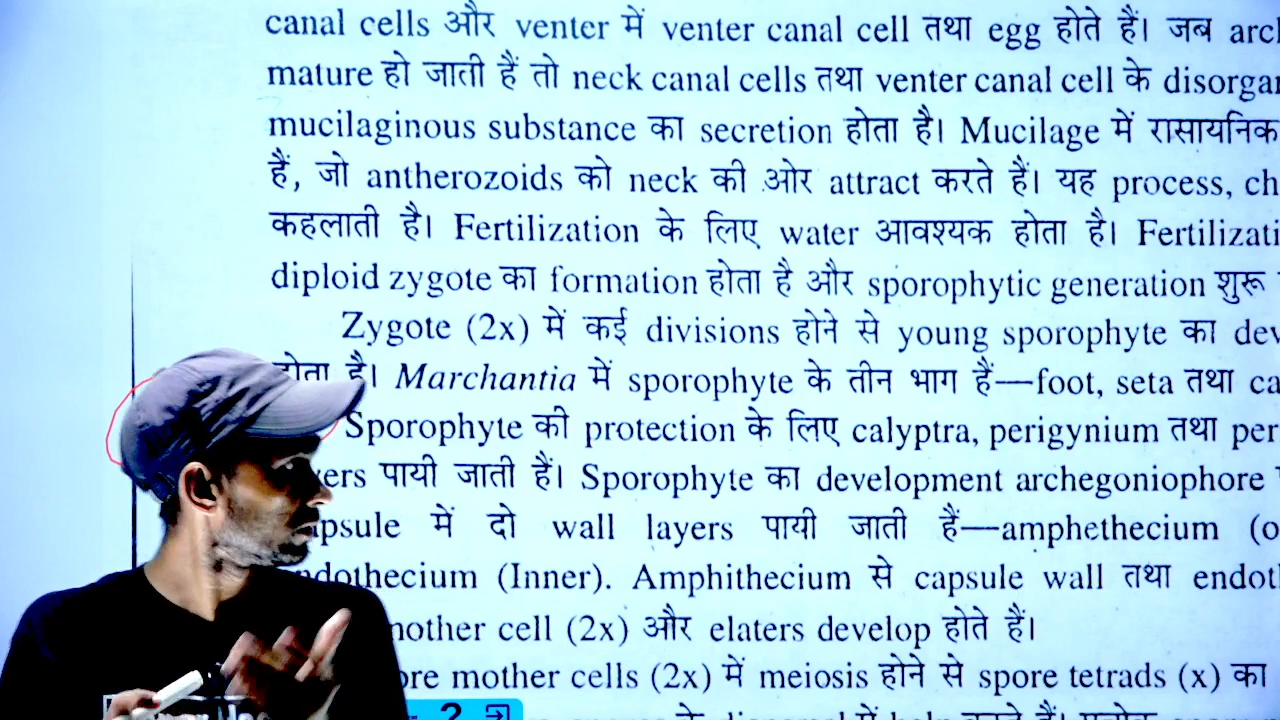 canal cells और venter में venter canal cell तथा egg होते हैं। जब
mature हो जाती हैं तो neck canal cells तथा venter canal cell के
mucilaginous substance का secretion होता है। Mucilage में रासायनिक
हैं, जो antherozoids को neck की ओर attract करते हैं। यह process,
कहलाती है। Fertilization के लिए water आवश्यक होता है।
diploid zygote का formation होता है और sporophytic generation शुरू
Zygote (2x) में कई divisions होने से young sporophyte का
होता है। Marchantia में sporophyte के तीन भाग हैं—foot, seta तथा
Sporophyte की protection के लिए calyptra, perigynium तथा
पायी जाती हैं। Sporophyte का development archegoniophore
में दो wall layers पायी जाती हैं—amphethecium
(Inner). Amphithecium से capsule wall तथा
mother cell (2x) और elaters develop होते हैं।
mother cells (2x) में meiosis होने से spore tetrads (x) का
?